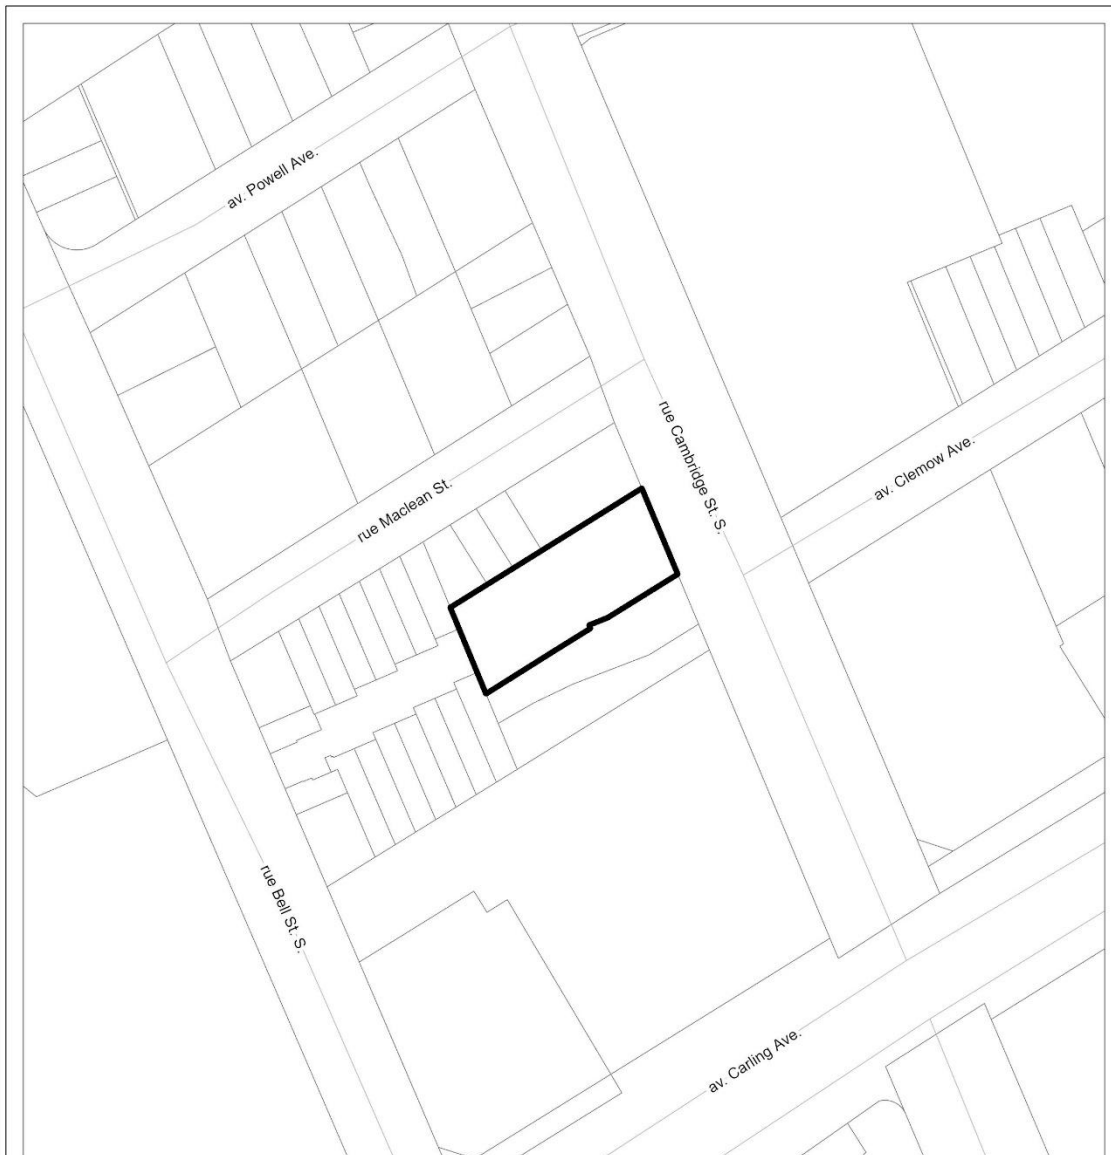 av. Powell Ave.
rue Cambridge St. S.
av. Clemow Ave.
rue Maclean St.
rue Bell St. S.
av. Carling Ave.